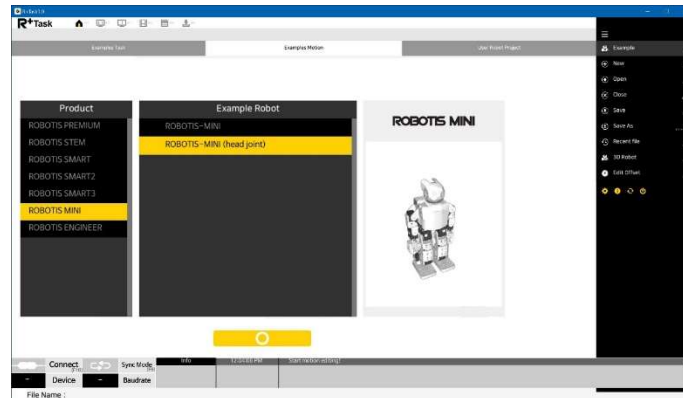 R+Task
Examples Task
Examples Motion
User Robot Project
Product
ROBOTIS PREMIUM
ROBOTIS STEM
ROBOTIS SMART
ROBOTIS SMART2
ROBOTIS SMART3
ROBOTIS MINI
ROBOTIS ENGINEER
Example Robot
ROBOTIS-MINI
ROBOTIS-MINI (head joint)
ROBOTIS MINI
Example
New
Open
Close
Save
Save As
Recent file
3D Robot
Edit Offset
Connect
Sync Mode
Info
Start motion editing!
- Device
- Baudrate
File Name :